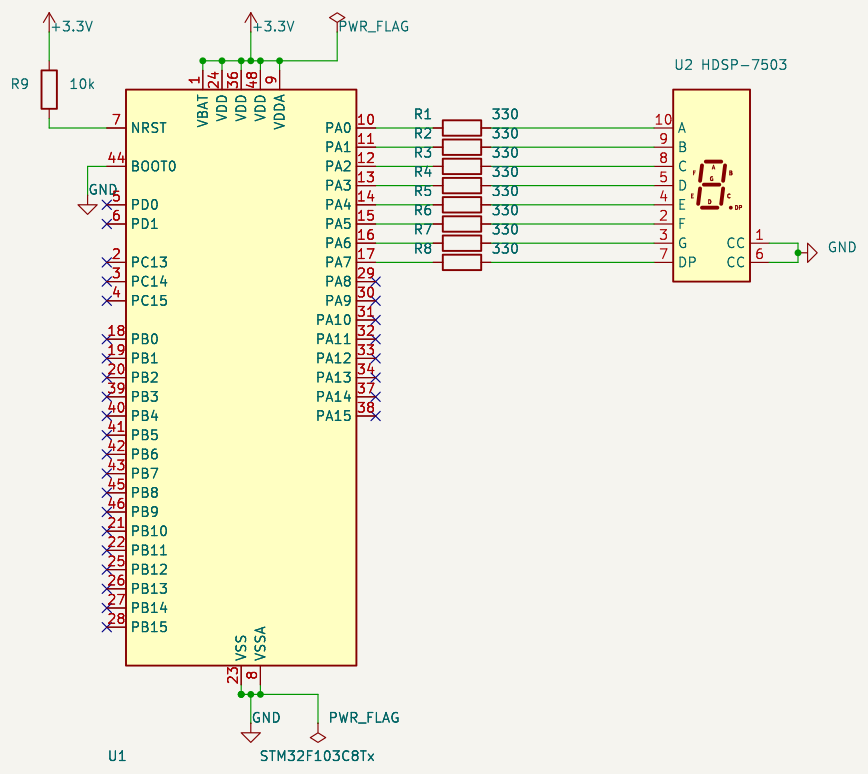 +3.3V
+3.3V
PWR_FLAG
R9 10k
U2 HDSP-7503
1 24 36 48 9
VBAT VDD VDD VDD VDDA
7 NRST
44 BOOT0
GND
5 PD0
6 PD1
2 PC13
3 PC14
4 PC15
18 PB0
19 PB1
20 PB2
39 PB3
40 PB4
41 PB5
42 PB6
43 PB7
45 PB8
46 PB9
21 PB10
22 PB11
25 PB12
26 PB13
27 PB14
28 PB15
PA0 10
PA1 11
PA2 12
PA3 13
PA4 14
PA5 15
PA6 16
PA7 17
PA8 29
PA9 30
PA10 31
PA11 32
PA12 33
PA13 34
PA14 37
PA15 38
R1 330
R2 330
R3 330
R4 330
R5 330
R6 330
R7 330
R8 330
10 A
9 B
8 C
5 D
4 E
2 F
3 G
7 DP
A
F B
G
E C
D
DP
CC 1
CC 6
GND
VSS VSSA
23 8
GND
PWR_FLAG
U1
STM32F103C8Tx